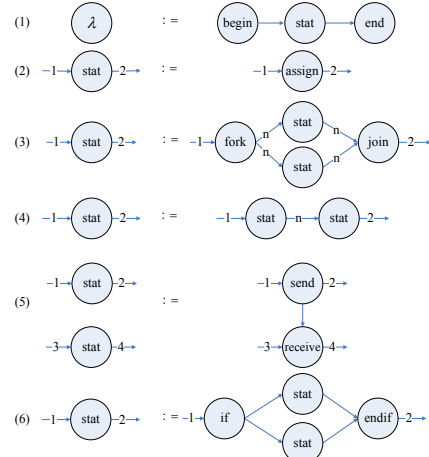 (1) λ := begin stat end
(2) –1 stat –2 := –1 assign –2
stat
(3) –1 stat –2 := –1 fork n n n n join –2
stat
(4) –1 stat –2 := –1 stat –n stat –2
–1 stat –2 –1 send –2
(5) :=
–3 stat –4 –3 receive –4
stat
(6) –1 stat –2 := –1 if endif –2
stat